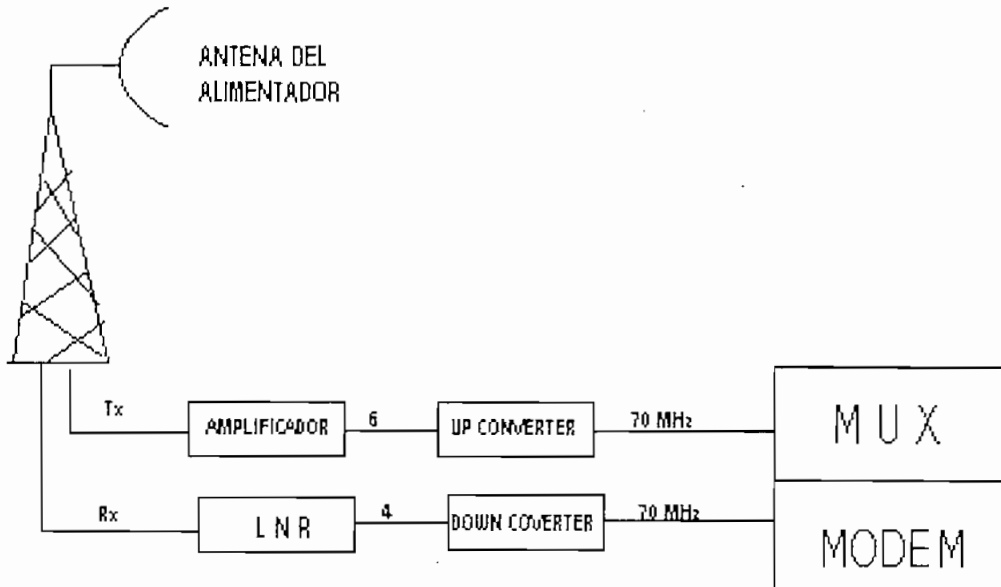 ANTENA DEL
ALIMENTADOR
Tx
AMPLIFICADOR
6
UP CONVERTER
70 MHz
M U X
Rx
L N R
4
DOWN COVERTER
70 MHz
MODEM